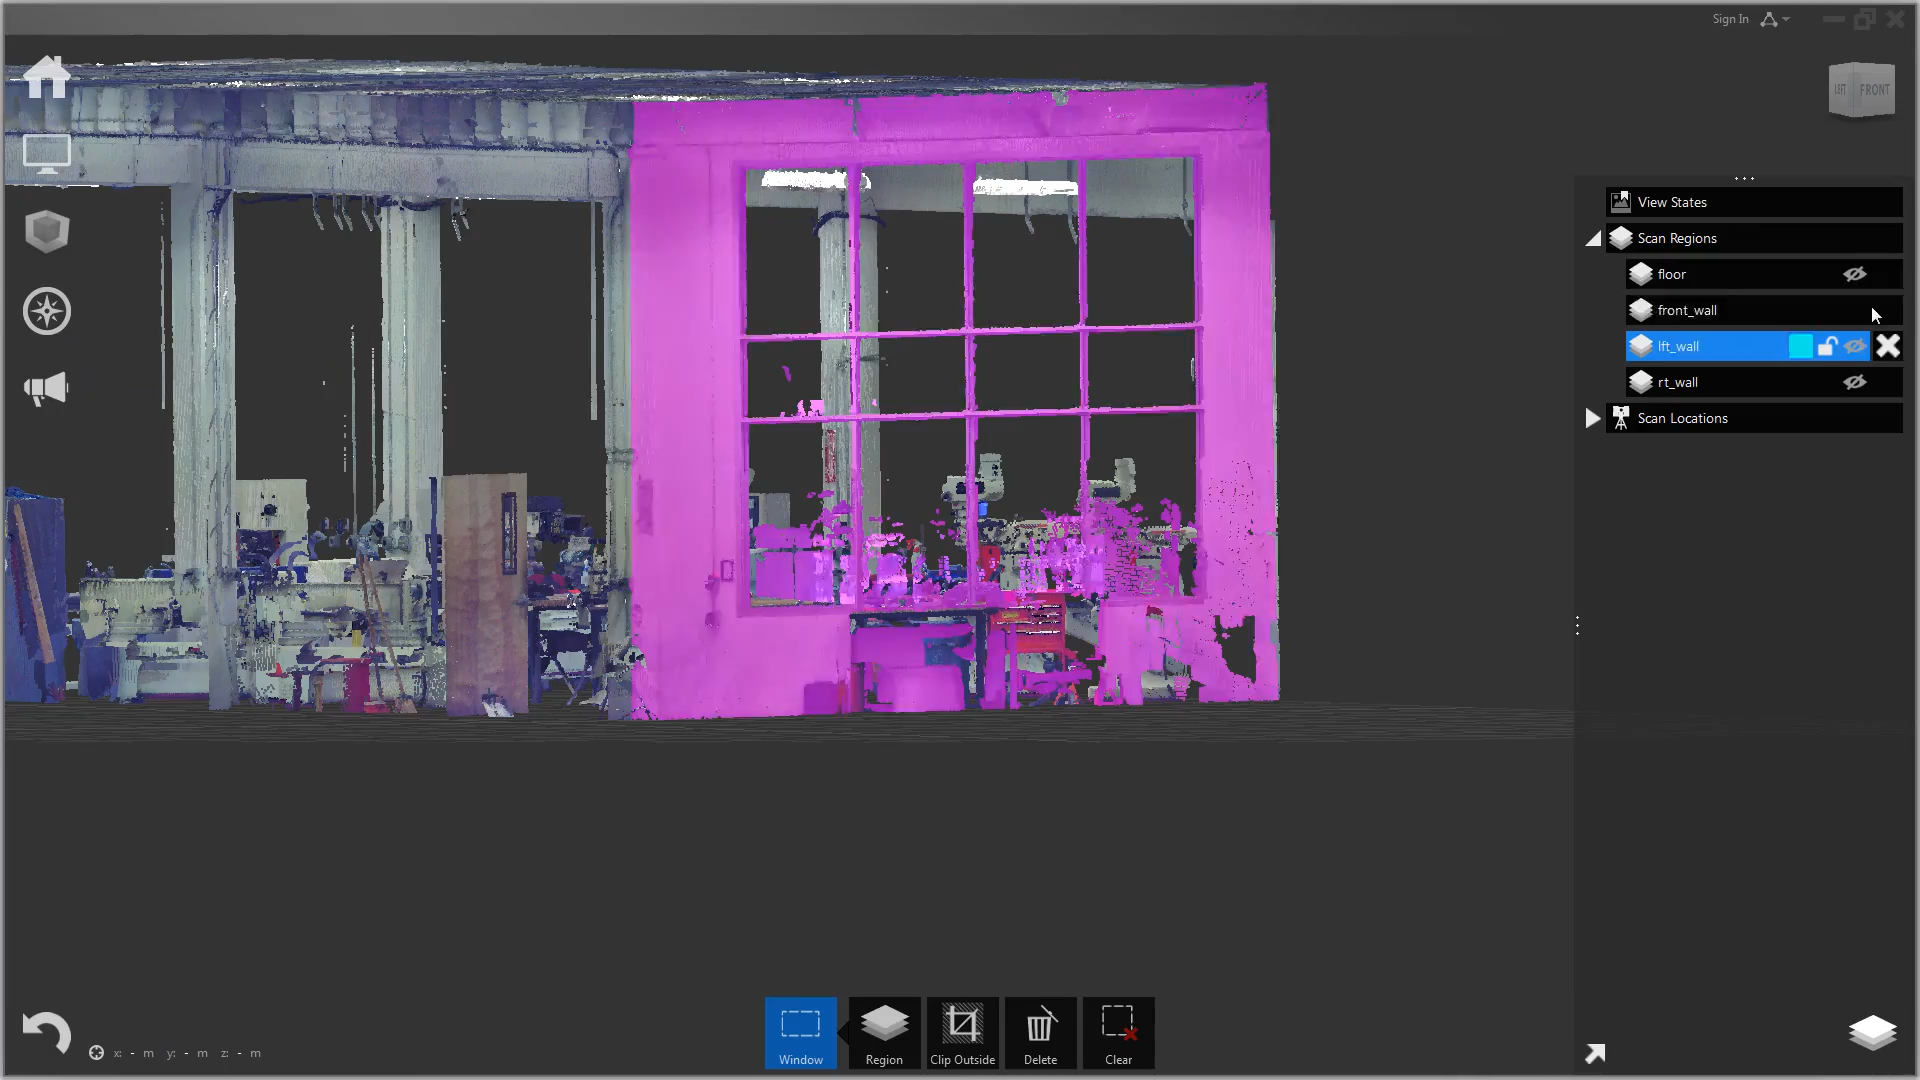 Sign In
LEFT
FRONT
View States
Scan Regions
floor
front_wall
lft_wall
rt_wall
Scan Locations
x: - m y: - m z: - m
Window
Region
Clip Outside
Delete
Clear